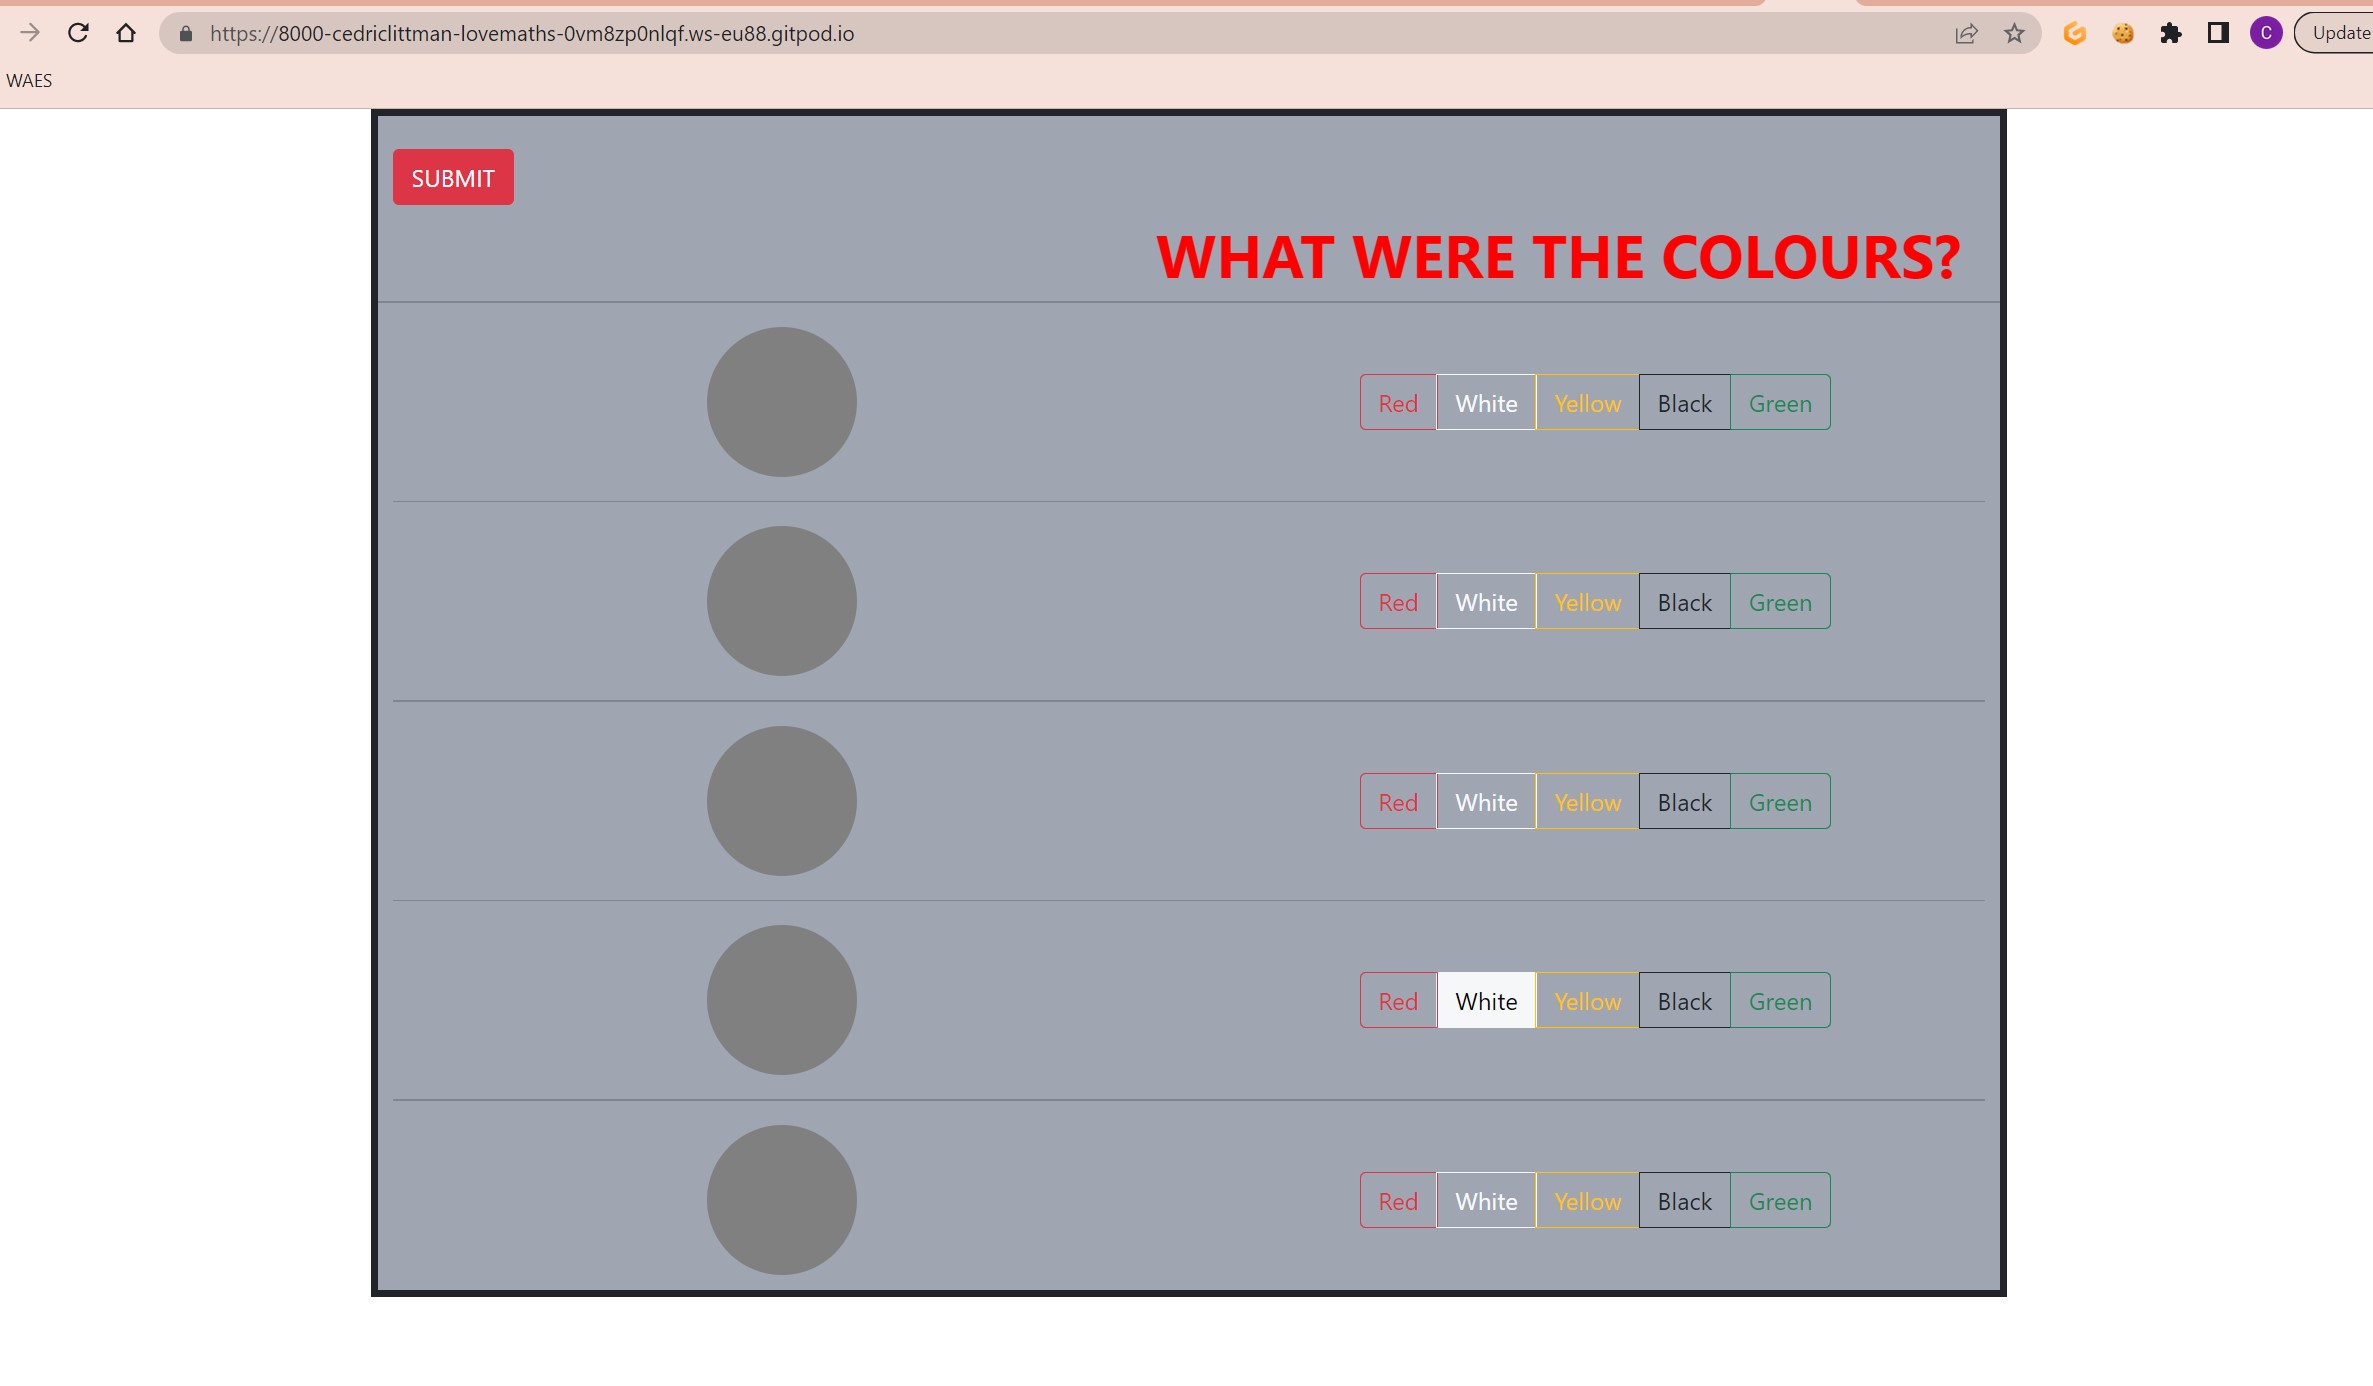 https://8000-cedriclittman-lovemaths-0vm8zp0nlqf.ws-eu88.gitpod.io
C
Update
WAES
SUBMIT
WHAT WERE THE COLOURS?
Red White Yellow Black Green
Red White Yellow Black Green
Red White Yellow Black Green
Red White Yellow Black Green
Red White Yellow Black Green